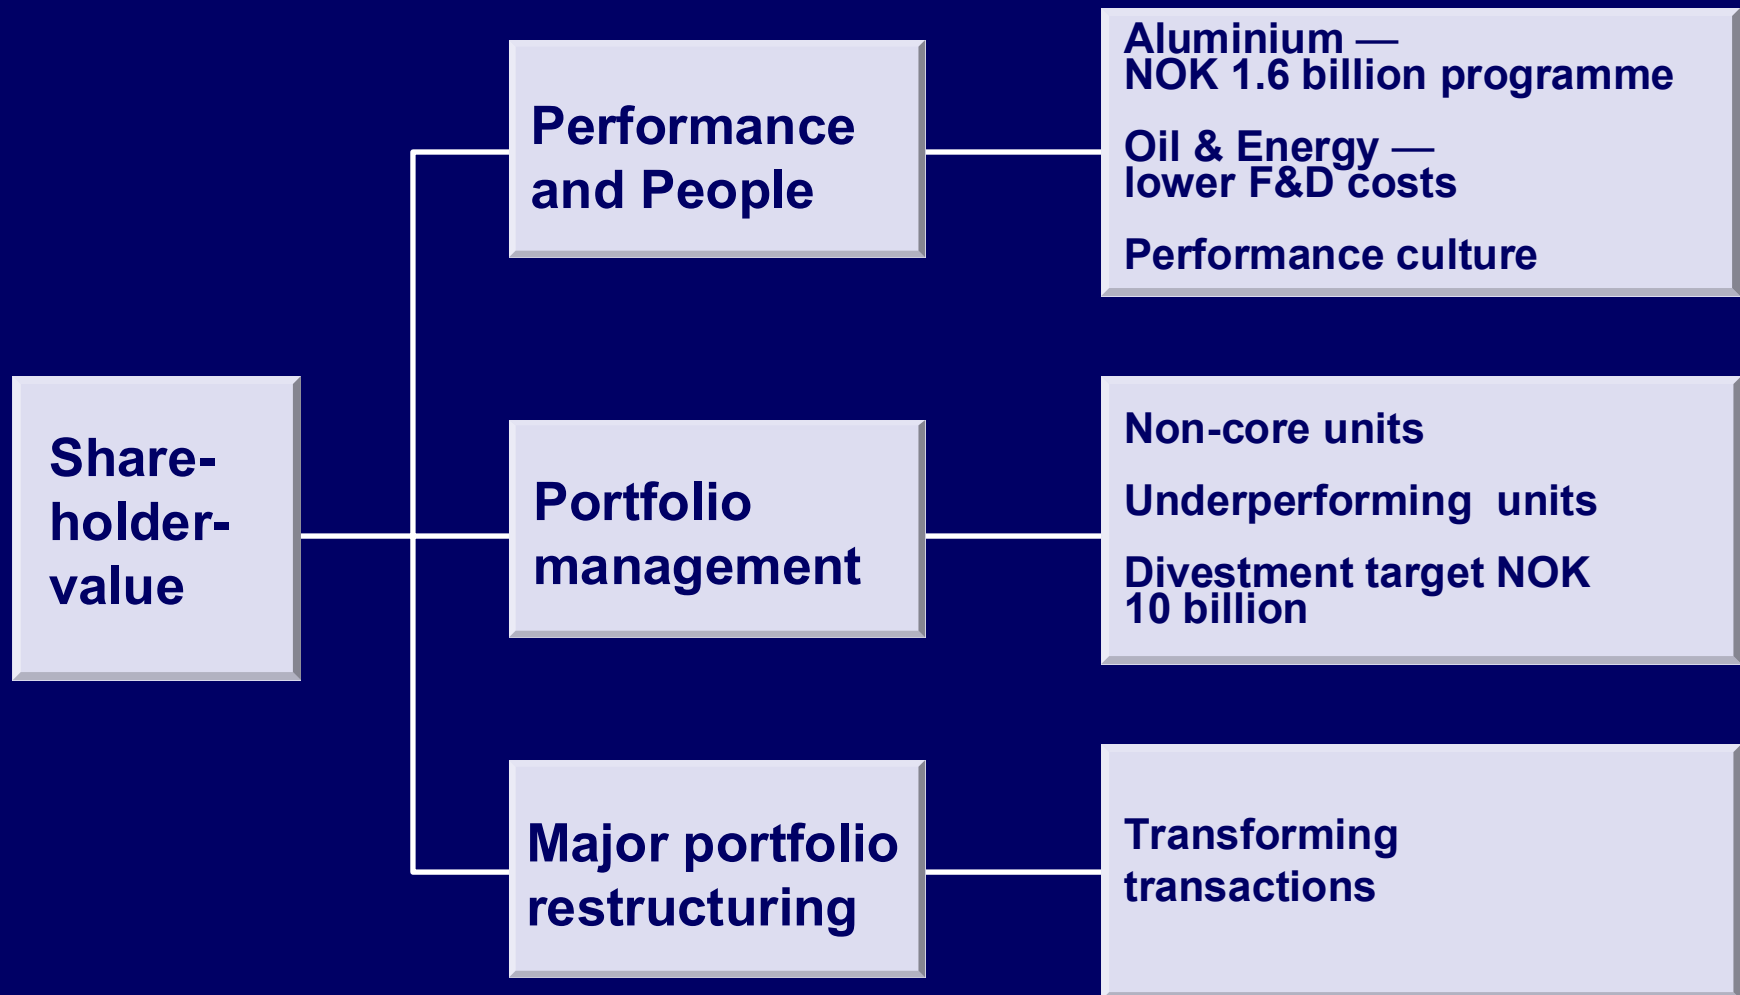 Share-
holder-
value
Performance
and People
Aluminium —
NOK 1.6 billion programme
Oil & Energy —
lower F&D costs
Performance culture
Portfolio
management
Non-core units
Underperforming  units
Divestment target NOK
10 billion
Major portfolio
restructuring
Transforming
transactions